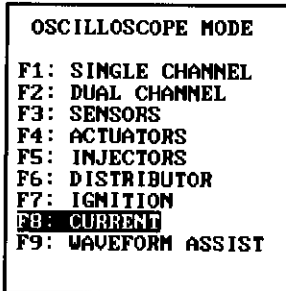 OSCILLOSCOPE MODE
F1: SINGLE CHANNEL
F2: DUAL CHANNEL
F3: SENSORS
F4: ACTUATORS
F5: INJECTORS
F6: DISTRIBUTOR
F7: IGNITION
F8: CURRENT
F9: WAVEFORM ASSIST